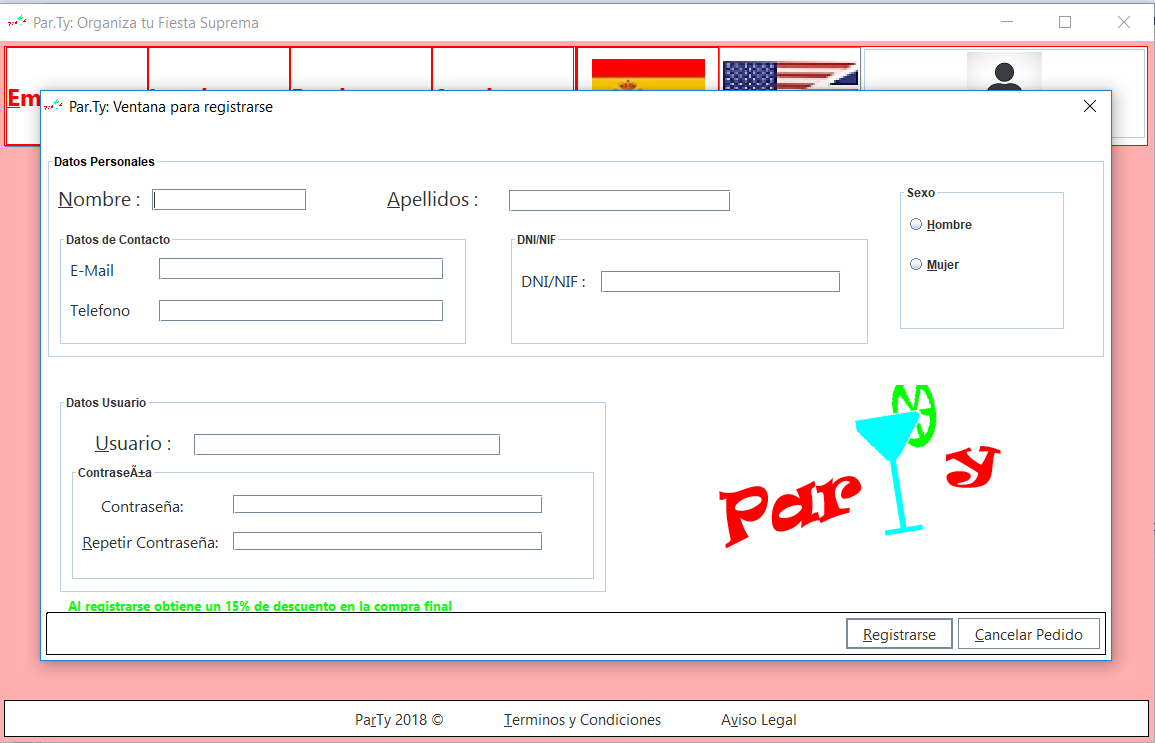 Par.Ty: Organiza tu Fiesta Suprema
Em
Par.Ty: Ventana para registrarse
Datos Personales
Nombre :
Apellidos :
Sexo
Hombre
Mujer
Datos de Contacto
E-Mail
Telefono
DNI/NIF
DNI/NIF :
Datos Usuario
Usuario :
ContraseÃ±a
Contraseña:
Repetir Contraseña:
Par y
Al registrarse obtiene un 15% de descuento en la compra final
Registrarse
Cancelar Pedido
ParTy 2018 ©
Terminos y Condiciones
Aviso Legal